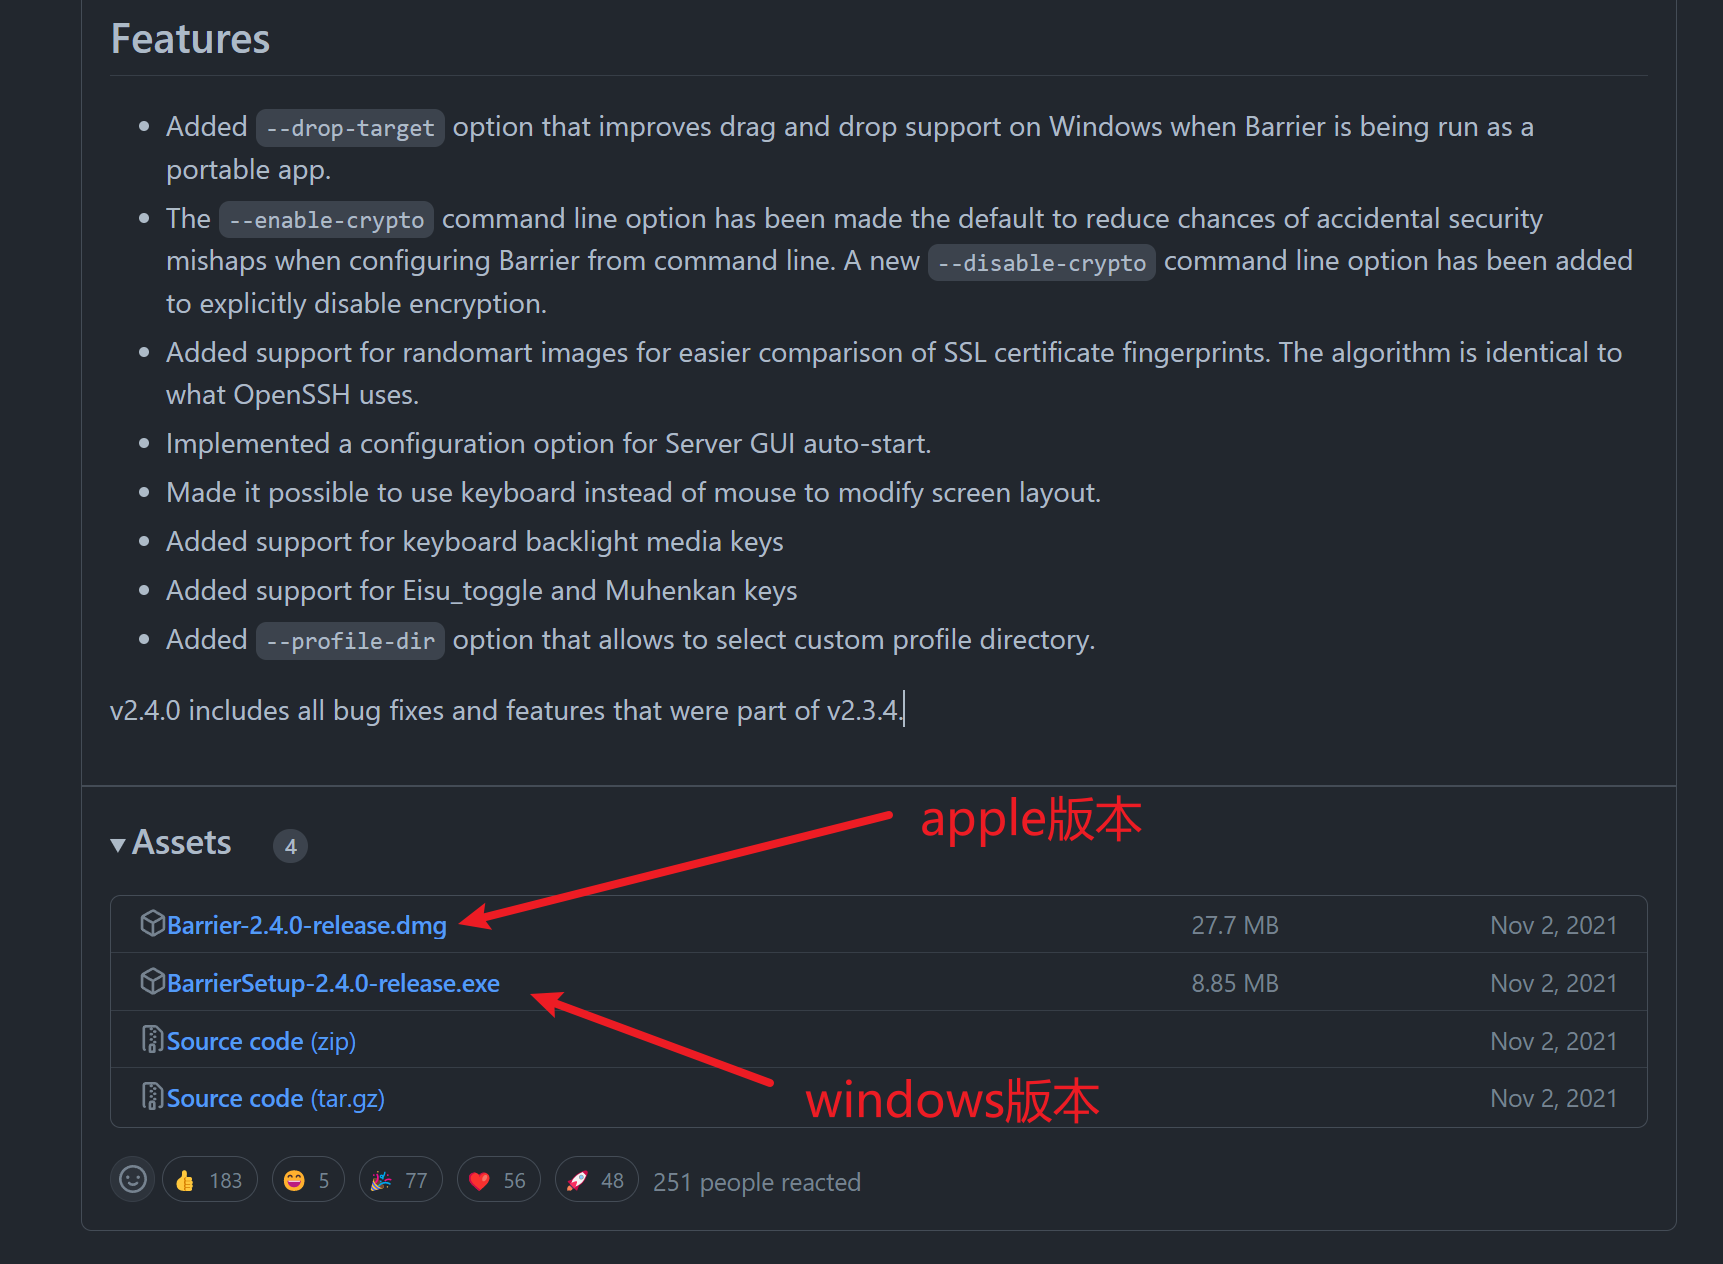 Features
Added --drop-target option that improves drag and drop support on Windows when Barrier is being run as a
portable app.
The --enable-crypto command line option has been made the default to reduce chances of accidental security
mishaps when configuring Barrier from command line. A new --disable-crypto command line option has been added
to explicitly disable encryption.
Added support for randomart images for easier comparison of SSL certificate fingerprints. The algorithm is identical to
what OpenSSH uses.
Implemented a configuration option for Server GUI auto-start.
Made it possible to use keyboard instead of mouse to modify screen layout.
Added support for keyboard backlight media keys
Added support for Eisu_toggle and Muhenkan keys
Added --profile-dir option that allows to select custom profile directory.
v2.4.0 includes all bug fixes and features that were part of v2.3.4.
apple版本
Assets 4
Barrier-2.4.0-release.dmg 27.7 MB Nov 2, 2021
BarrierSetup-2.4.0-release.exe 8.85 MB Nov 2, 2021
Source code (zip) Nov 2, 2021
Source code (tar.gz) Nov 2, 2021
windows版本
183 5 77 56 48 251 people reacted